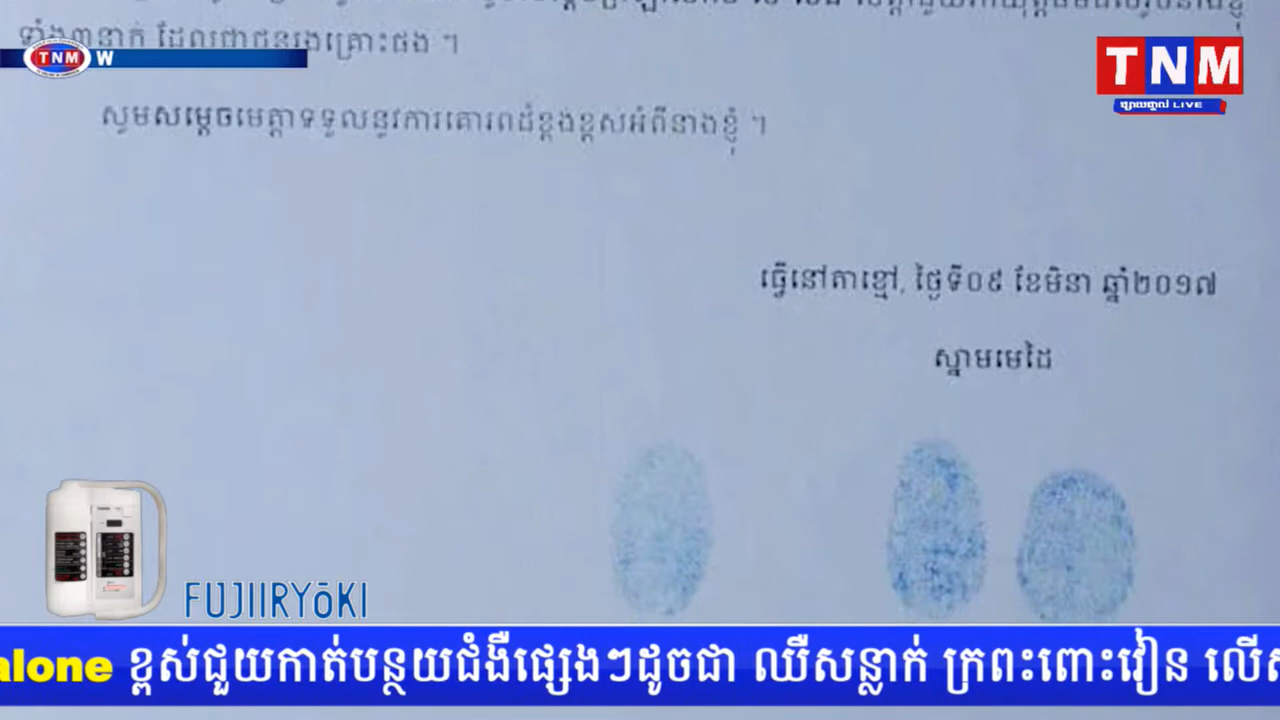 ទាំង៣នាក់ ដែលជាជនរងគ្រោះផង ។
TNM W
TNM
ផ្សាយផ្ទាល់ LIVE
សូមសម្ដេចមេត្តាទទួលនូវការគោរពដ៏ខ្ពង់ខ្ពស់អំពីនាងខ្ញុំ ។
ធ្វើនៅតាខ្មៅ, ថ្ងៃទី០៩ ខែមិនា ឆ្នាំ២០១៧
ស្នាមមេដៃ
FUJIIRYōKI
alone ខ្ពស់ជួយកាត់បន្ថយជំងឺផ្សេងៗដូចជា ឈឺសន្លាក់ ក្រពះពោះវៀន